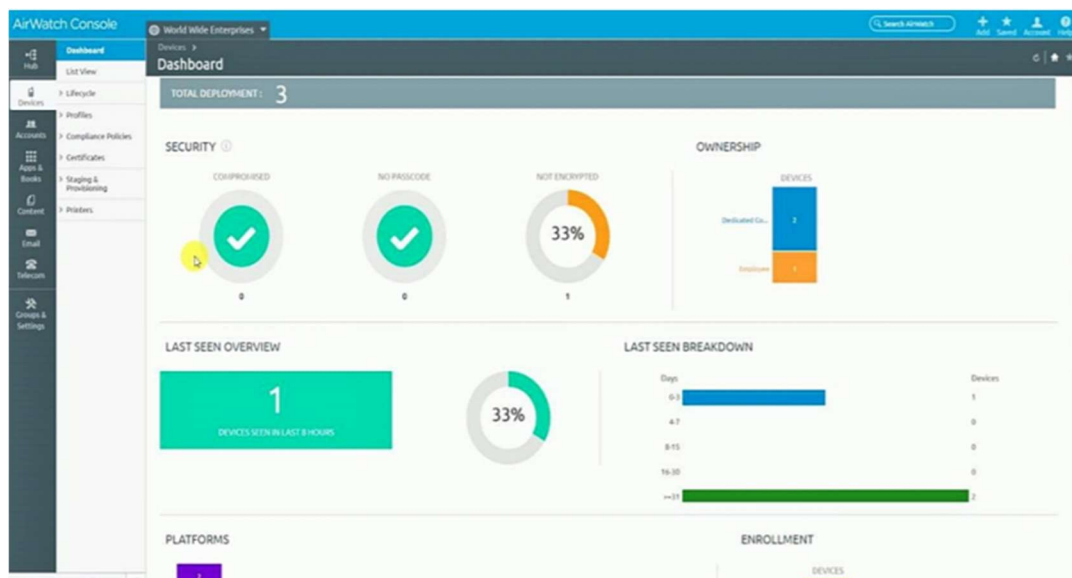 AirWatch Console
World Wide Enterprises
Search AirWatch
Add
Saved
Account
Help
Hub
Devices
Accounts
Apps & Books
Content
Email
Telecom
Groups & Settings
Dashboard
List View
Lifecycle
Profiles
Compliance Policies
Certificates
Staging & Provisioning
Printers
Devices >
Dashboard
TOTAL DEPLOYMENT : 3
SECURITY
COMPROMISED
0
NO PASSCODE
0
NOT ENCRYPTED
33%
1
OWNERSHIP
DEVICES
Dedicated Co... 2
Employee 1
LAST SEEN OVERVIEW
1
DEVICES SEEN IN LAST 8 HOURS
33%
LAST SEEN BREAKDOWN
Days Devices
0-3 1
4-7 0
8-15 0
16-30 0
>=31 2
PLATFORMS
ENROLLMENT
DEVICES